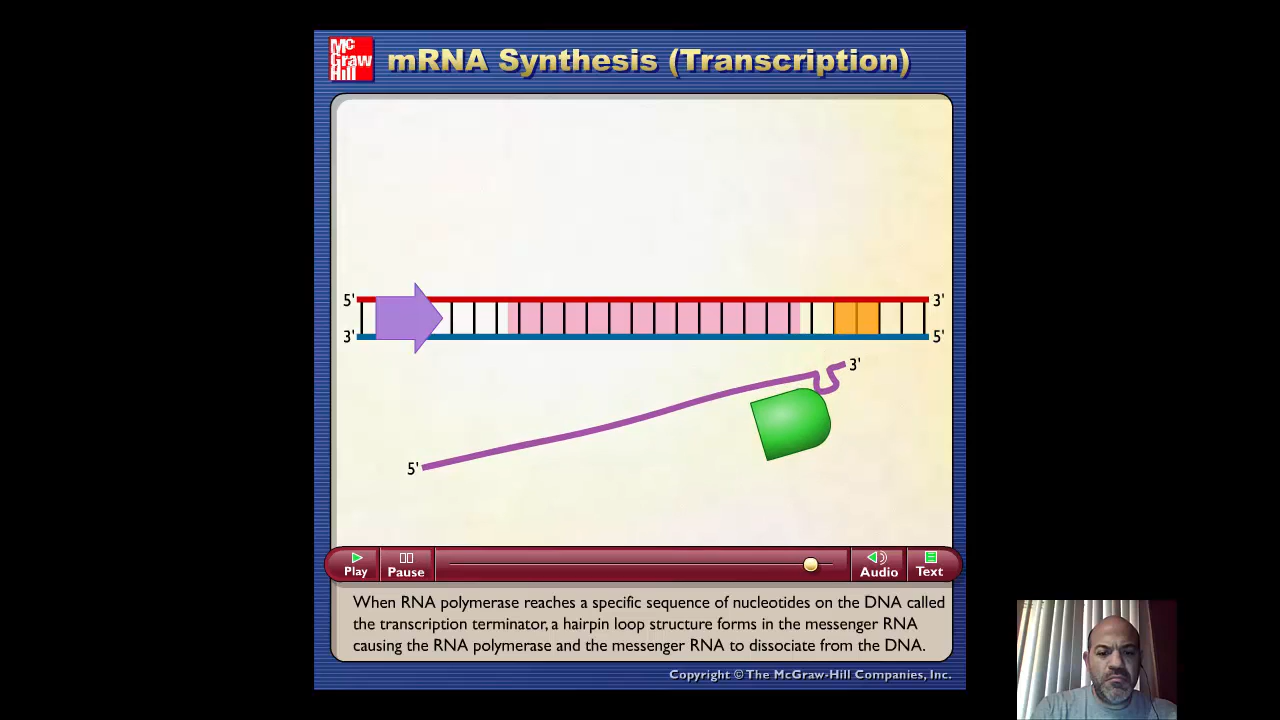 Mc
Graw
Hill
mRNA Synthesis (Transcription)
5' 3'
3' 5'
3'
5'
Play Pause Audio Text
When RNA polymerase reaches a specific sequence of nucleotides on the DNA called
the transcription terminator, a hairpin loop structure forms in the messenger RNA
causing the RNA polymerase and the messenger RNA to dissociate from the DNA.
Copyright © The McGraw-Hill Companies, Inc.